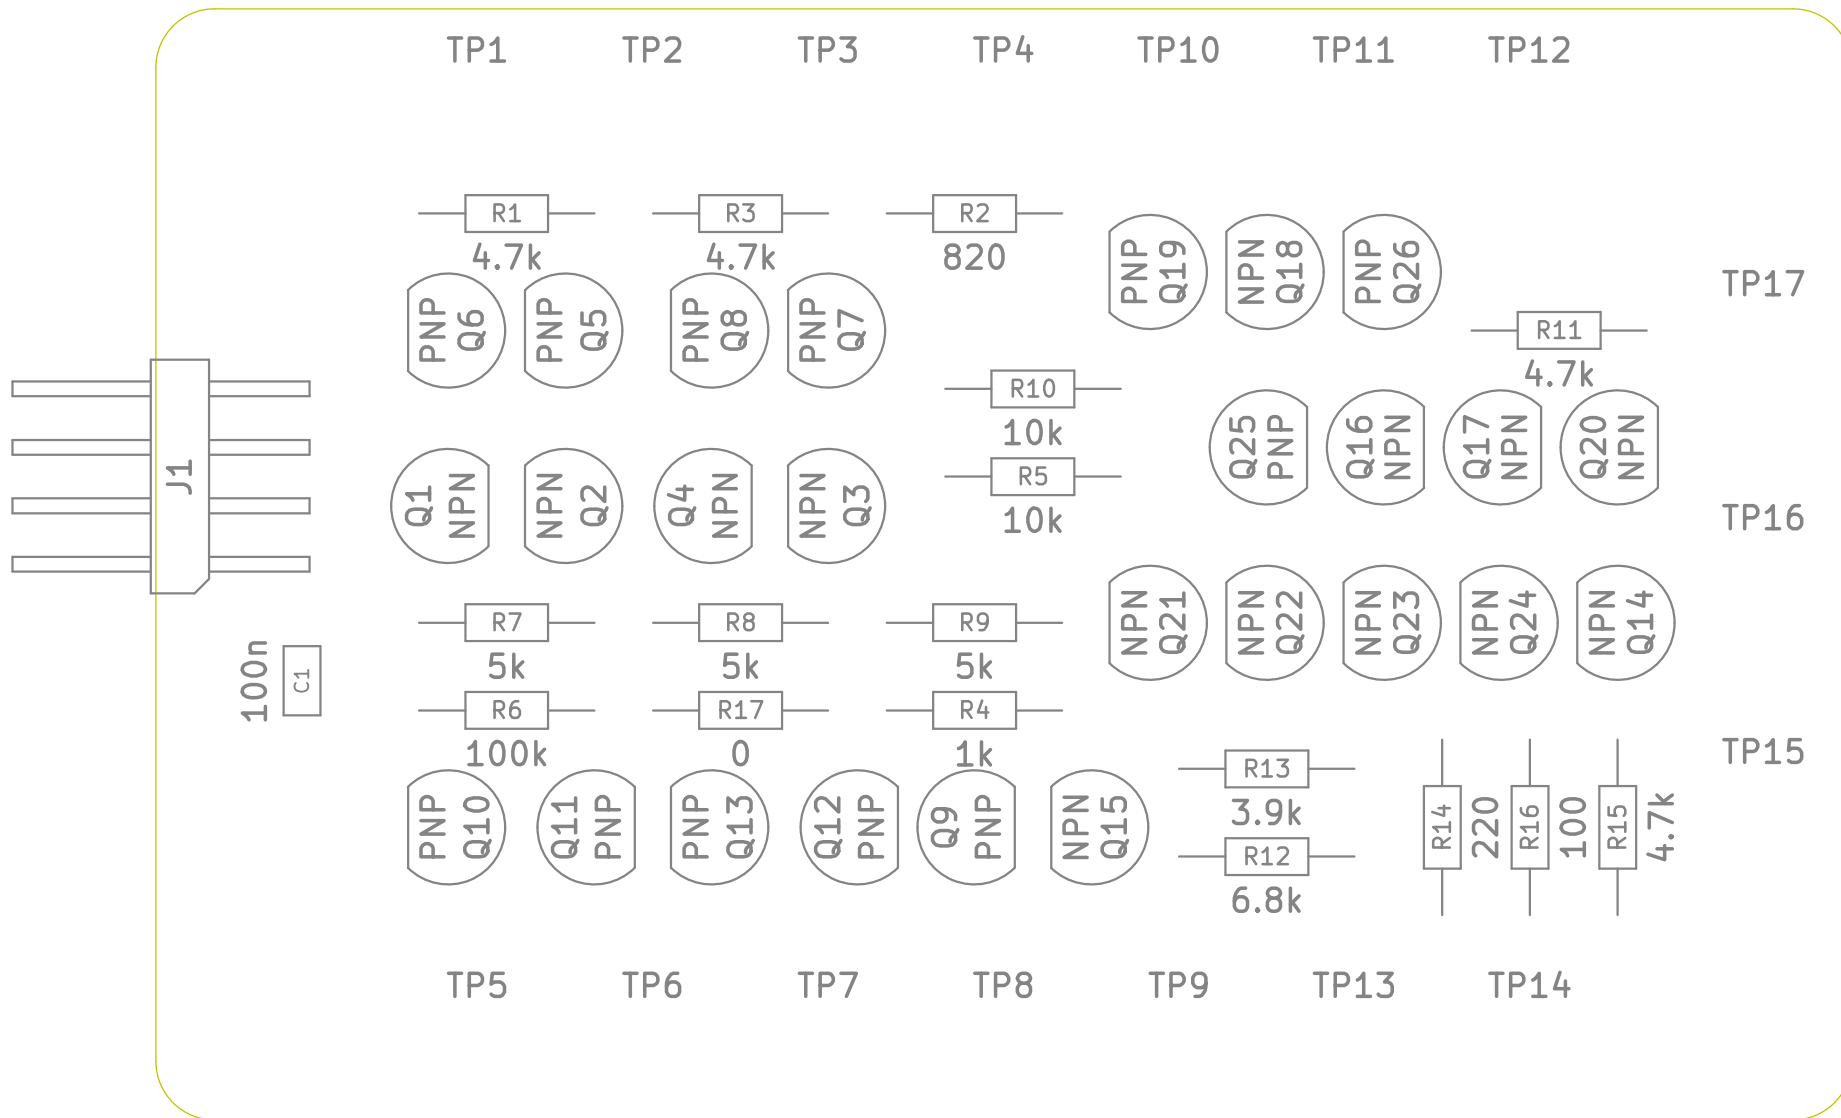 TP1 TP2 TP3 TP4 TP10 TP11 TP12
R1 R3 R2
4.7k 4.7k 820
PNP Q19 NPN Q18 PNP Q26
TP17
PNP Q6 PNP Q5 PNP Q8 PNP Q7
R11
4.7k
R10
10k
J1
Q25 PNP Q16 NPN Q17 NPN Q20 NPN
R5
10k
Q1 NPN NPN Q2 Q4 NPN NPN Q3
TP16
R7 R8 R9
5k 5k 5k
NPN Q21 NPN Q22 NPN Q23 NPN Q24 NPN Q14
100n C1
R6 R17 R4
100k 0 1k
TP15
R13
3.9k
PNP Q10 Q11 PNP PNP Q13 Q12 PNP Q9 PNP NPN Q15
R14 220 R16 100 R15 4.7k
R12
6.8k
TP5 TP6 TP7 TP8 TP9 TP13 TP14